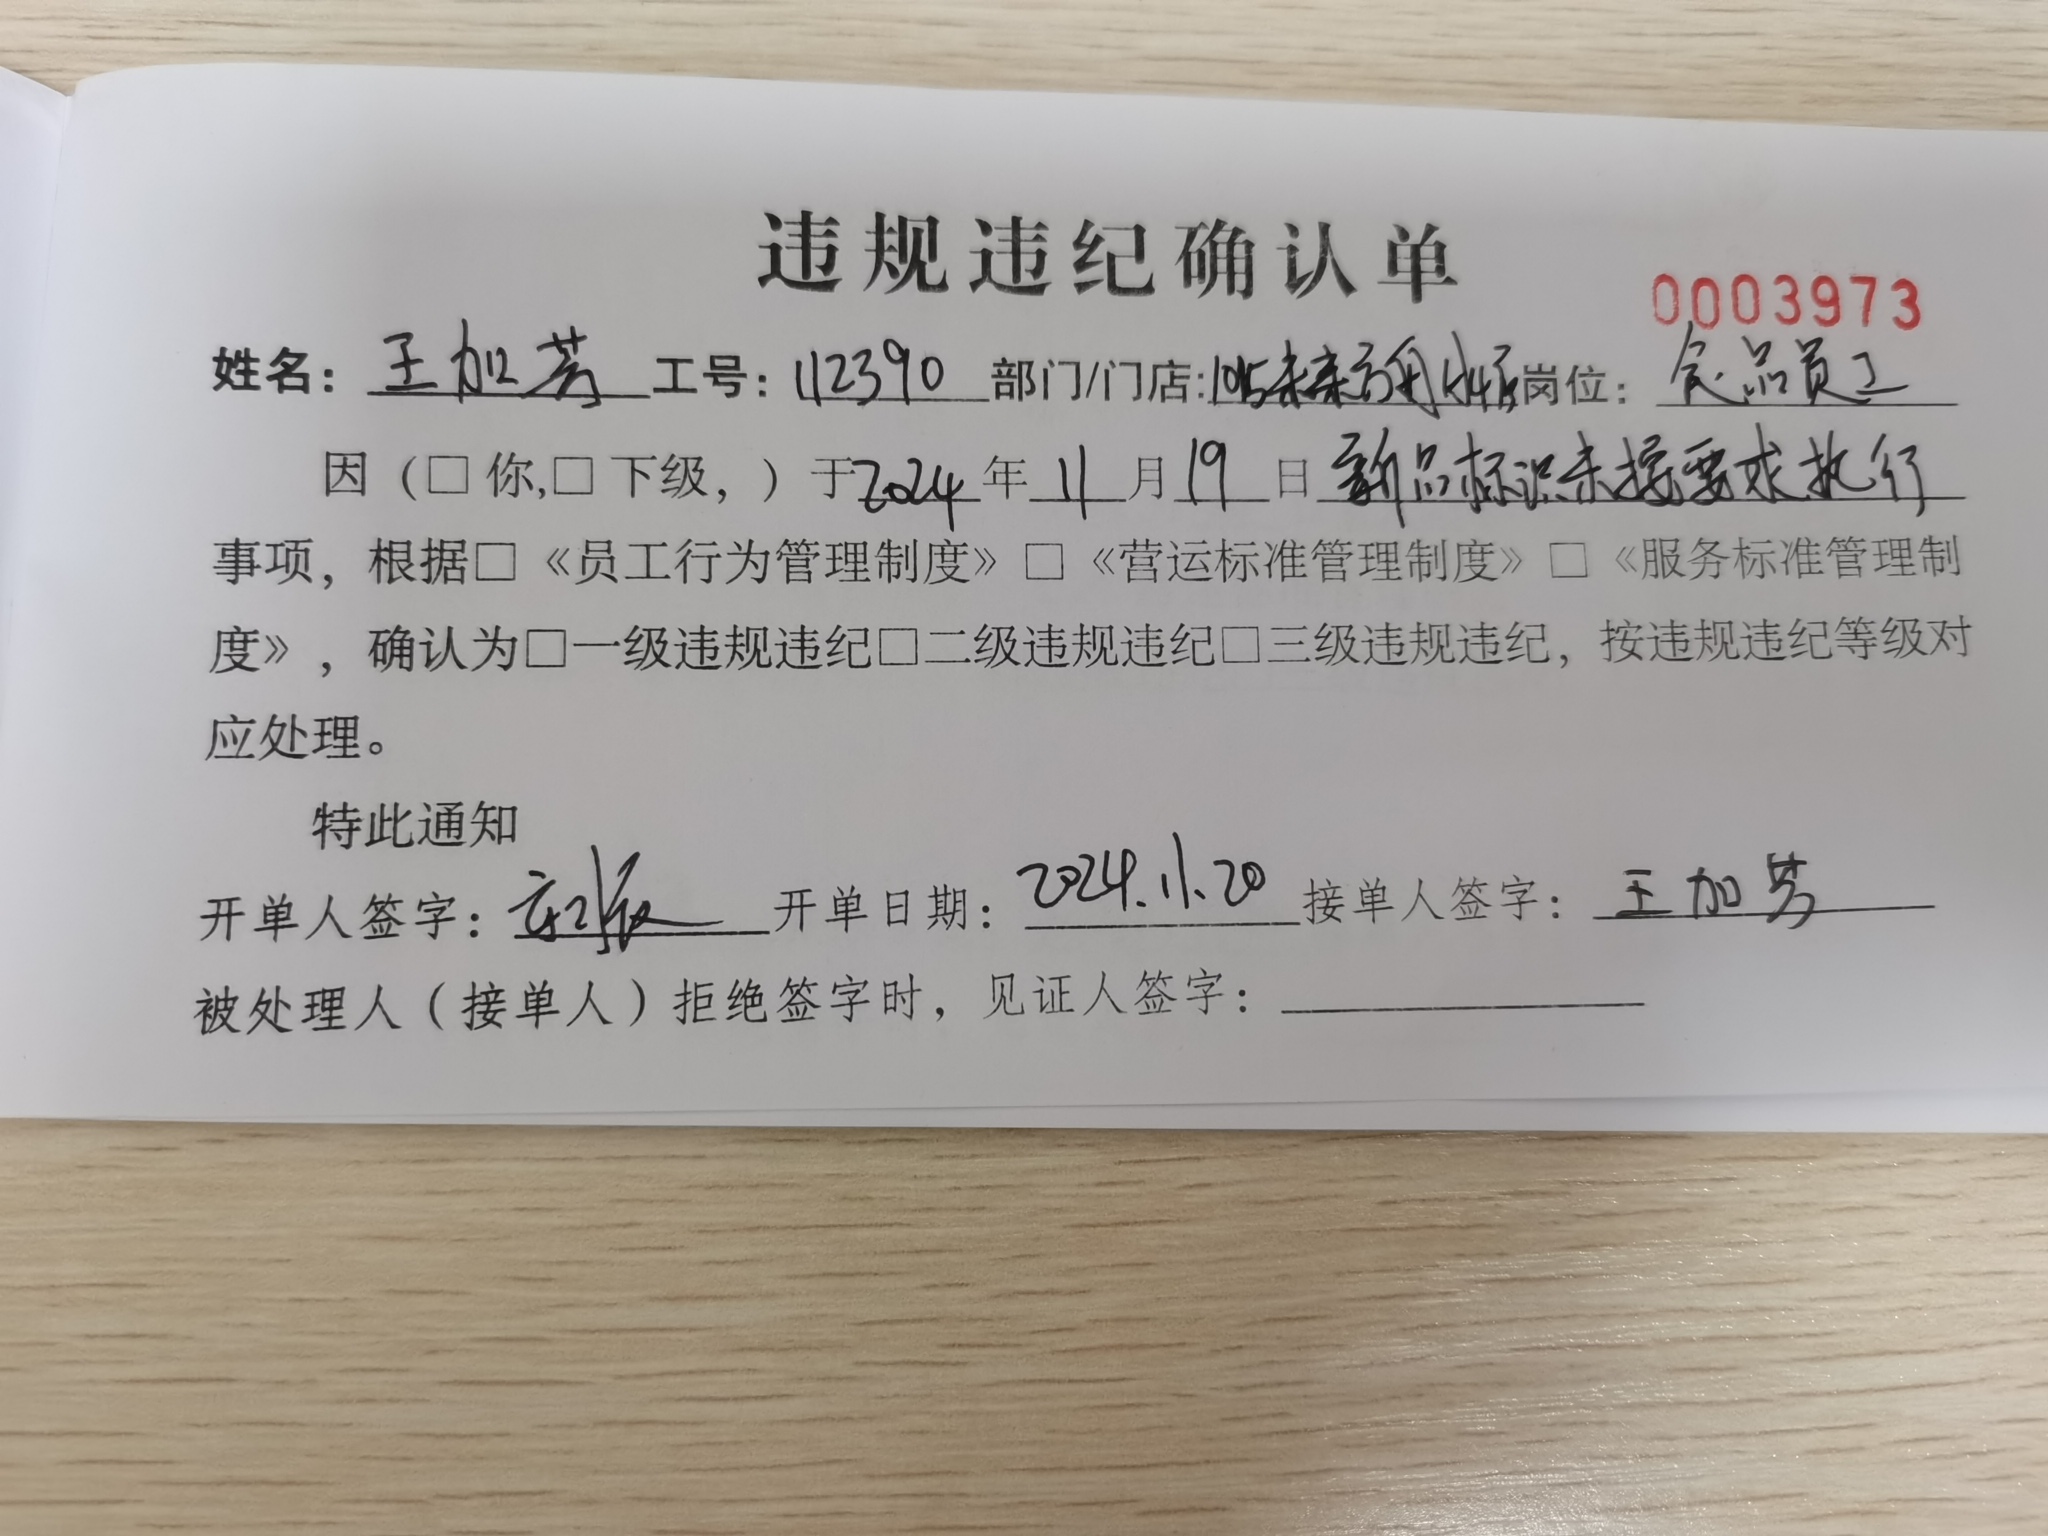 违规违纪确认单
0003973
姓名：王加芳 工号：112390 部门/门店:1015未来方舟 岗位：食品员工
因（□ 你,□ 下级，）于2024年11月19日新品标识未按要求执行
事项，根据□《员工行为管理制度》□《营运标准管理制度》□《服务标准管理制
度》，确认为□一级违规违纪□二级违规违纪□三级违规违纪，按违规违纪等级对
应处理。
特此通知
开单人签字： 开单日期：2024.11.20 接单人签字：王加芳
被处理人（接单人）拒绝签字时，见证人签字：